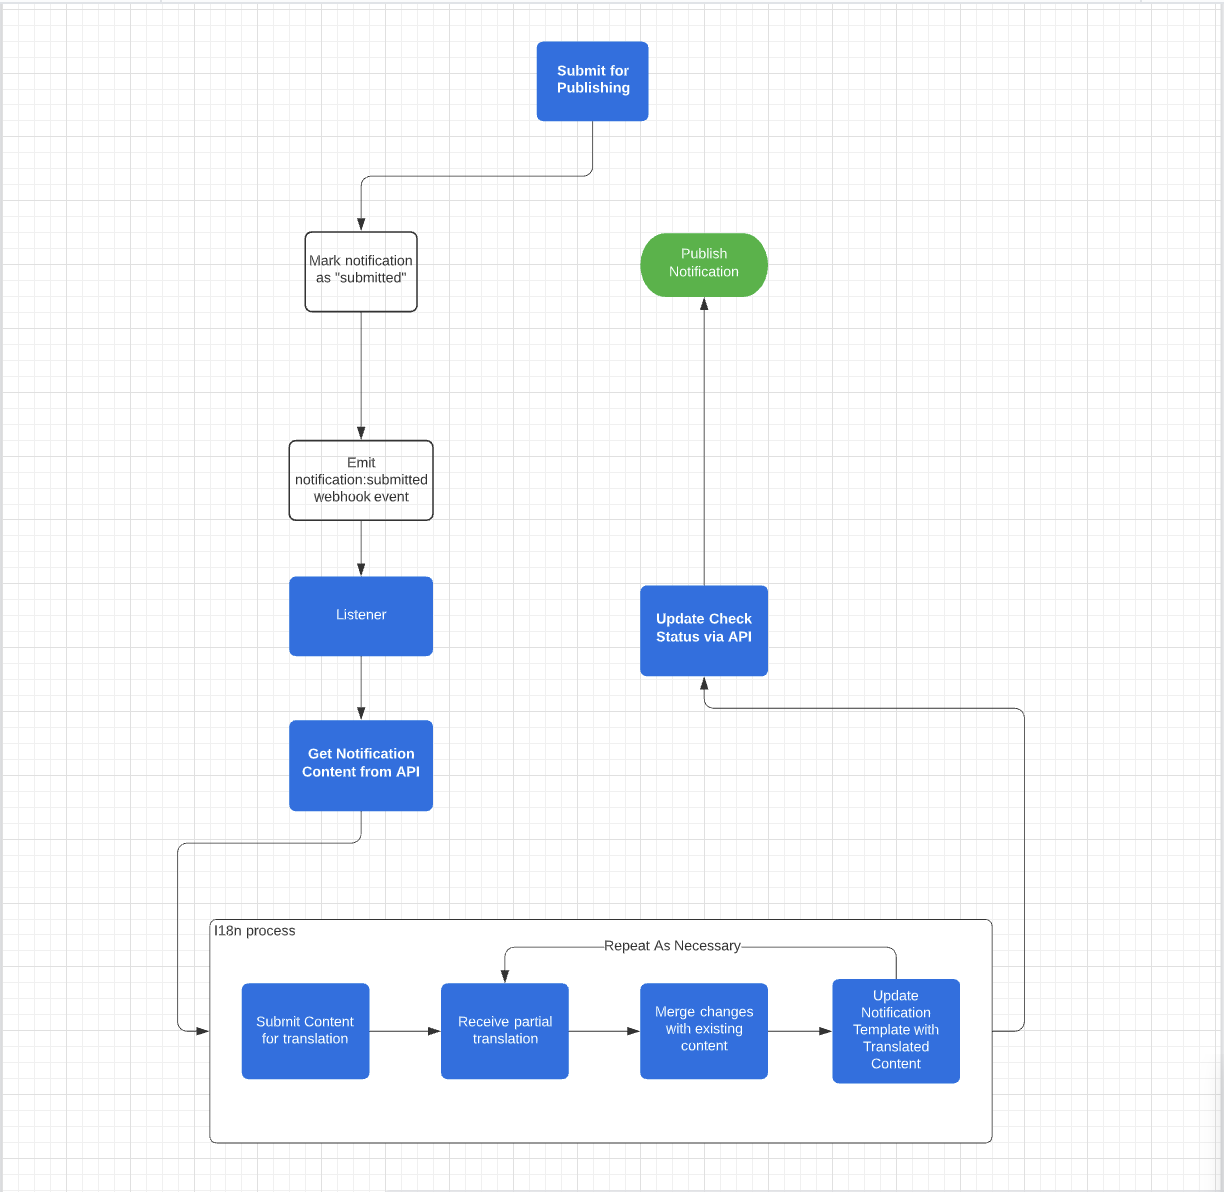 Submit for
Publishing
Mark notification
as "submitted"
Publish
Notification
Emit
notification:submitted
webhook event
Listener
Update Check
Status via API
Get Notification
Content from API
I18n process
Repeat As Necessary
Submit Content
for translation
Receive partial
translation
Merge changes
with existing
content
Update
Notification
Template with
Translated
Content